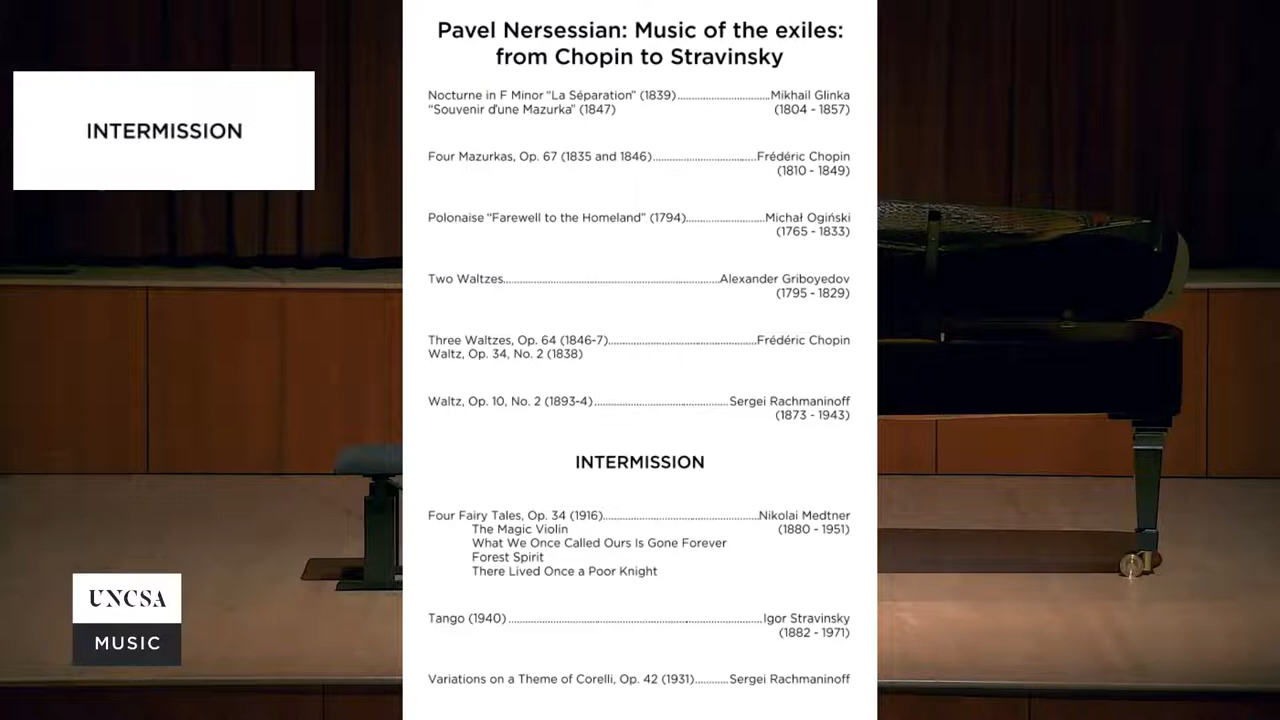 INTERMISSION
UNCSA
MUSIC
Pavel Nersessian: Music of the exiles:
from Chopin to Stravinsky
Nocturne in F Minor “La Séparation” (1839)..............................Mikhail Glinka
“Souvenir d'une Mazurka” (1847) (1804 - 1857)
Four Mazurkas, Op. 67 (1835 and 1846)..................................Frédéric Chopin
(1810 - 1849)
Polonaise “Farewell to the Homeland” (1794)..........................Michał Ogiński
(1765 - 1833)
Two Waltzes........................................................................Alexander Griboyedov
(1795 - 1829)
Three Waltzes, Op. 64 (1846-7)..................................................Frédéric Chopin
Waltz, Op. 34, No. 2 (1838)
Waltz, Op. 10, No. 2 (1893-4).............................................Sergei Rachmaninoff
(1873 - 1943)
INTERMISSION
Four Fairy Tales, Op. 34 (1916)....................................................Nikolai Medtner
The Magic Violin (1880 - 1951)
What We Once Called Ours Is Gone Forever
Forest Spirit
There Lived Once a Poor Knight
Tango (1940) ....................................................................................Igor Stravinsky
(1882 - 1971)
Variations on a Theme of Corelli, Op. 42 (1931)...........Sergei Rachmaninoff